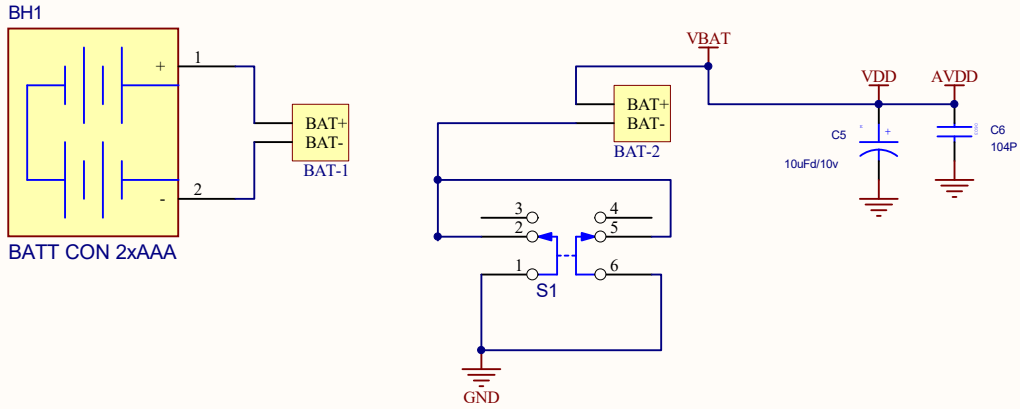 BH1
+
1
-
2
BATT CON 2xAAA
BAT+
BAT-
BAT-1
VBAT
BAT+
BAT-
BAT-2
VDD
AVDD
C5
+
10uFd/10v
C6
104P
3
4
2
5
1
6
S1
GND